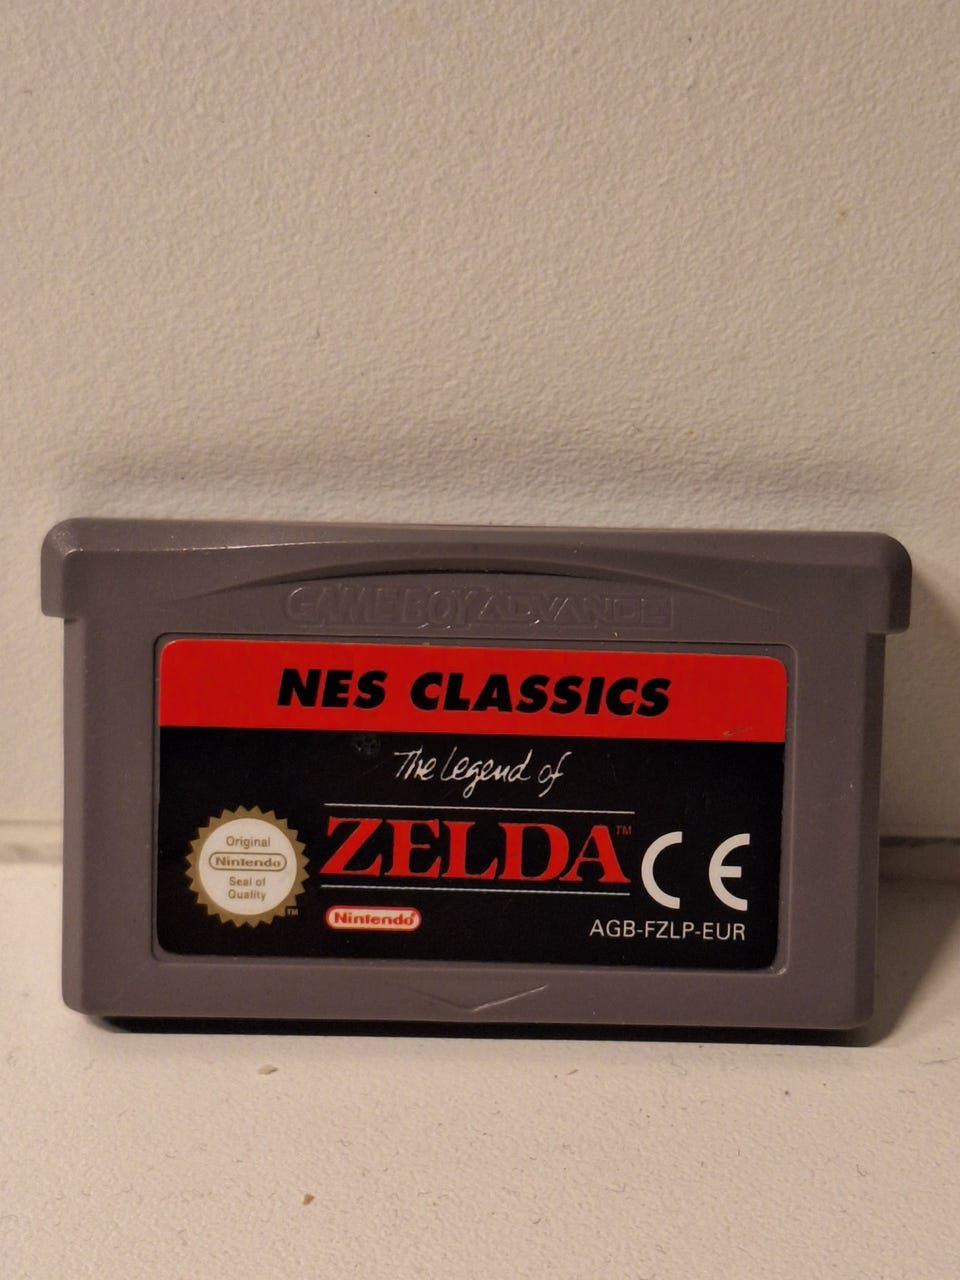 GAME BOY ADVANCE
NES CLASSICS
The Legend of
ZELDA™
Original
Nintendo
Seal of
Quality
™
Nintendo®
CE
AGB-FZLP-EUR